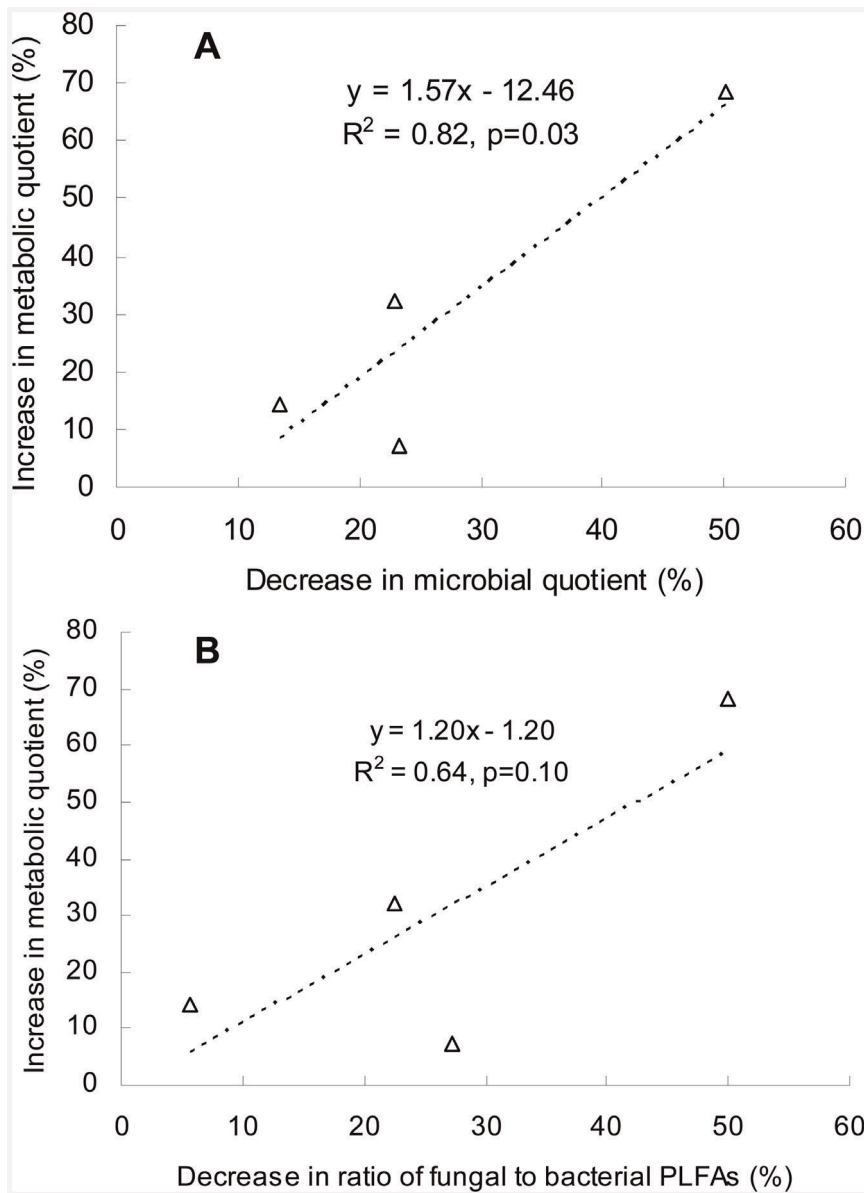 A
y = 1.57x - 12.46
R² = 0.82, p=0.03
Increase in metabolic quotient (%)
80
70
60
50
40
30
20
10
0
0 10 20 30 40 50 60
Decrease in microbial quotient (%)
B
y = 1.20x - 1.20
R² = 0.64, p=0.10
Increase in metabolic quotient (%)
80
70
60
50
40
30
20
10
0
0 10 20 30 40 50 60
Decrease in ratio of fungal to bacterial PLFAs (%)